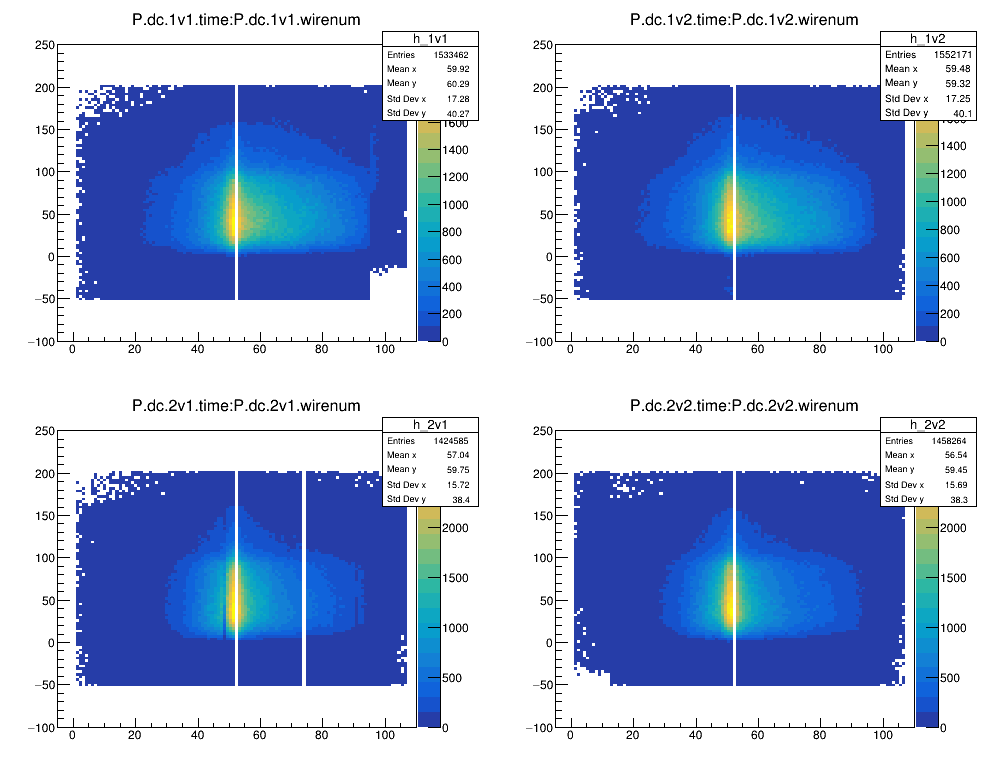 P.dc.1v1.time:P.dc.1v1.wirenum
h_1v1
Entries 1533462
Mean x 59.92
Mean y 60.29
Std Dev x 17.28
Std Dev y 40.27
250
200
150
100
50
0
−50
−100
0 20 40 60 80 100
1600
1400
1200
1000
800
600
400
200
0
P.dc.1v2.time:P.dc.1v2.wirenum
h_1v2
Entries 1552171
Mean x 59.48
Mean y 59.32
Std Dev x 17.25
Std Dev y 40.1
250
200
150
100
50
0
−50
−100
0 20 40 60 80 100
1600
1400
1200
1000
800
600
400
200
0
P.dc.2v1.time:P.dc.2v1.wirenum
h_2v1
Entries 1424585
Mean x 57.04
Mean y 59.75
Std Dev x 15.72
Std Dev y 38.4
250
200
150
100
50
0
−50
−100
0 20 40 60 80 100
2000
1500
1000
500
0
P.dc.2v2.time:P.dc.2v2.wirenum
h_2v2
Entries 1458264
Mean x 56.54
Mean y 59.45
Std Dev x 15.69
Std Dev y 38.3
250
200
150
100
50
0
−50
−100
0 20 40 60 80 100
2000
1500
1000
500
0